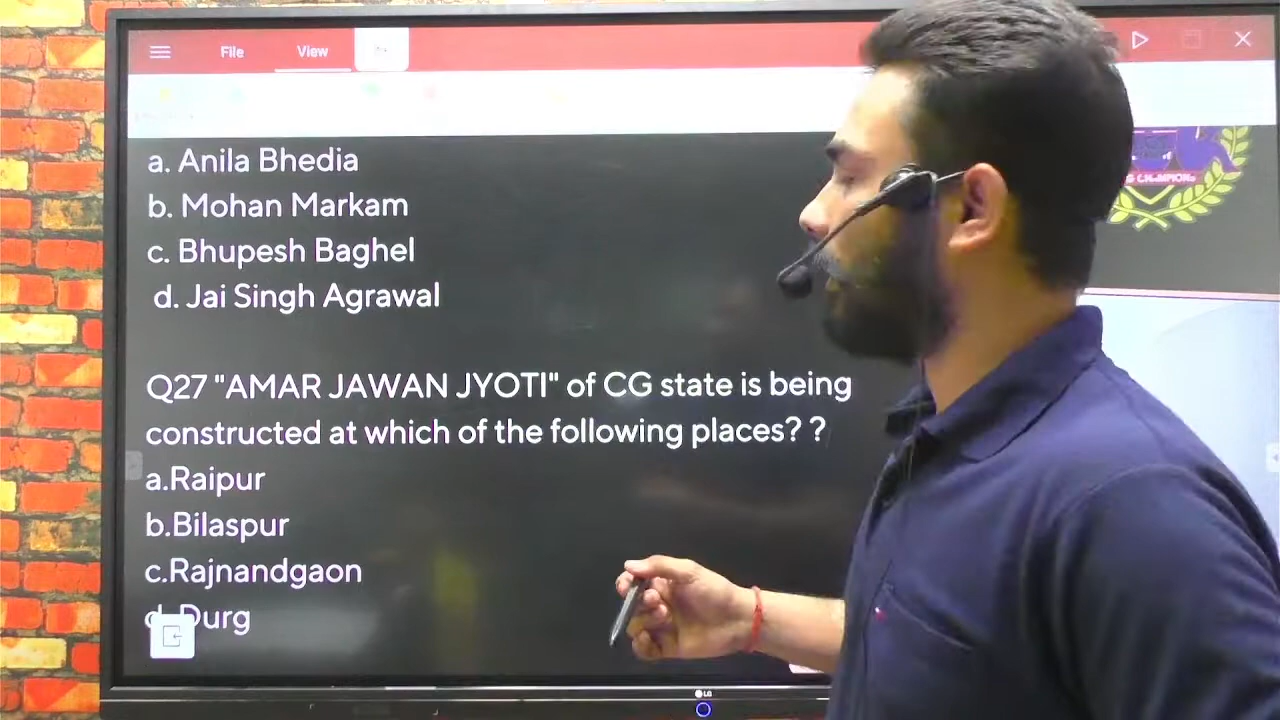 File View
a. Anila Bhedia
b. Mohan Markam
c. Bhupesh Baghel
d. Jai Singh Agrawal
Q27 "AMAR JAWAN JYOTI" of CG state is being
constructed at which of the following places? ?
a.Raipur
b.Bilaspur
c.Rajnandgaon
d. Durg
LG